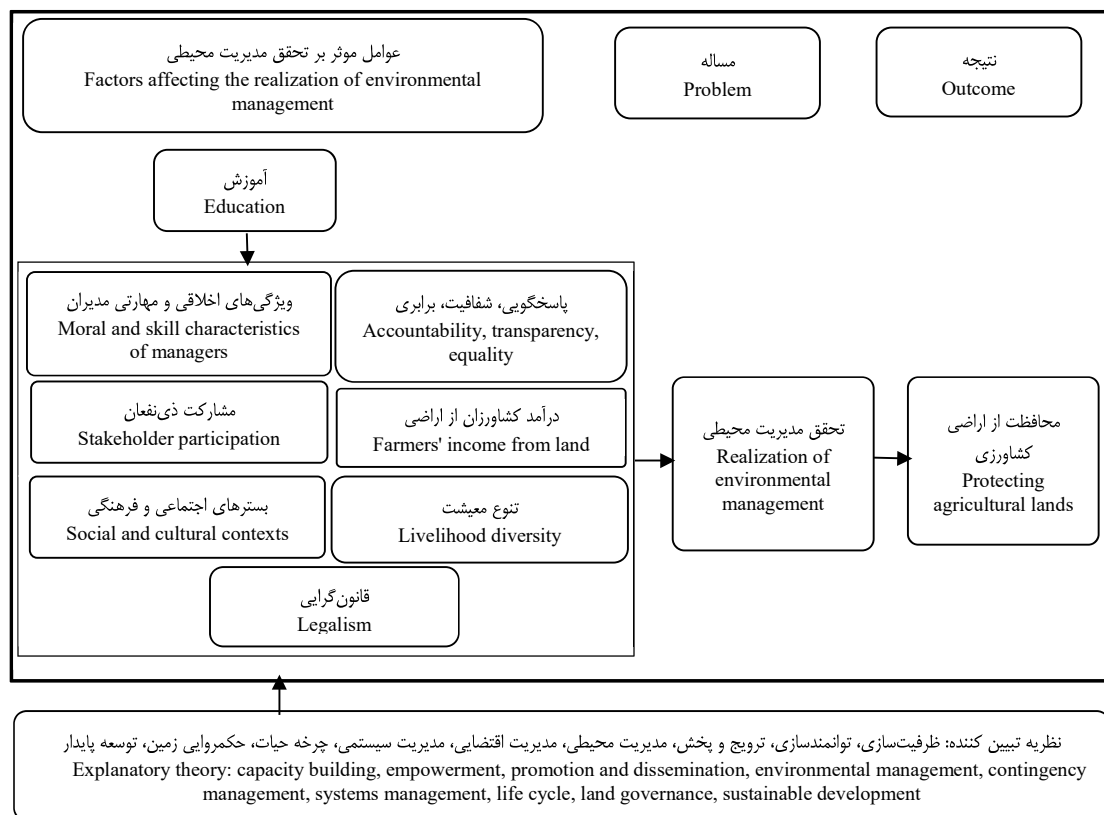 عوامل موثر بر تحقق مدیریت محیطی
Factors affecting the realization of environmental
management
مساله
Problem
نتیجه
Outcome
آموزش
Education
ویژگی‌های اخلاقی و مهارتی مدیران
Moral and skill characteristics
of managers
پاسخگویی، شفافیت، برابری
Accountability, transparency,
equality
مشارکت ذی‌نفعان
Stakeholder participation
درآمد کشاورزان از اراضی
Farmers' income from land
بسترهای اجتماعی و فرهنگی
Social and cultural contexts
تنوع معیشت
Livelihood diversity
قانون‌گرایی
Legalism
تحقق مدیریت محیطی
Realization of
environmental
management
محافظت از اراضی
کشاورزی
Protecting
agricultural lands
نظریه تبیین کننده: ظرفیت‌سازی، توانمندسازی، ترویج و پخش، مدیریت محیطی، مدیریت اقتضایی، مدیریت سیستمی، چرخه حیات، حکمروایی زمین، توسعه پایدار
Explanatory theory: capacity building, empowerment, promotion and dissemination, environmental management, contingency
management, systems management, life cycle, land governance, sustainable development